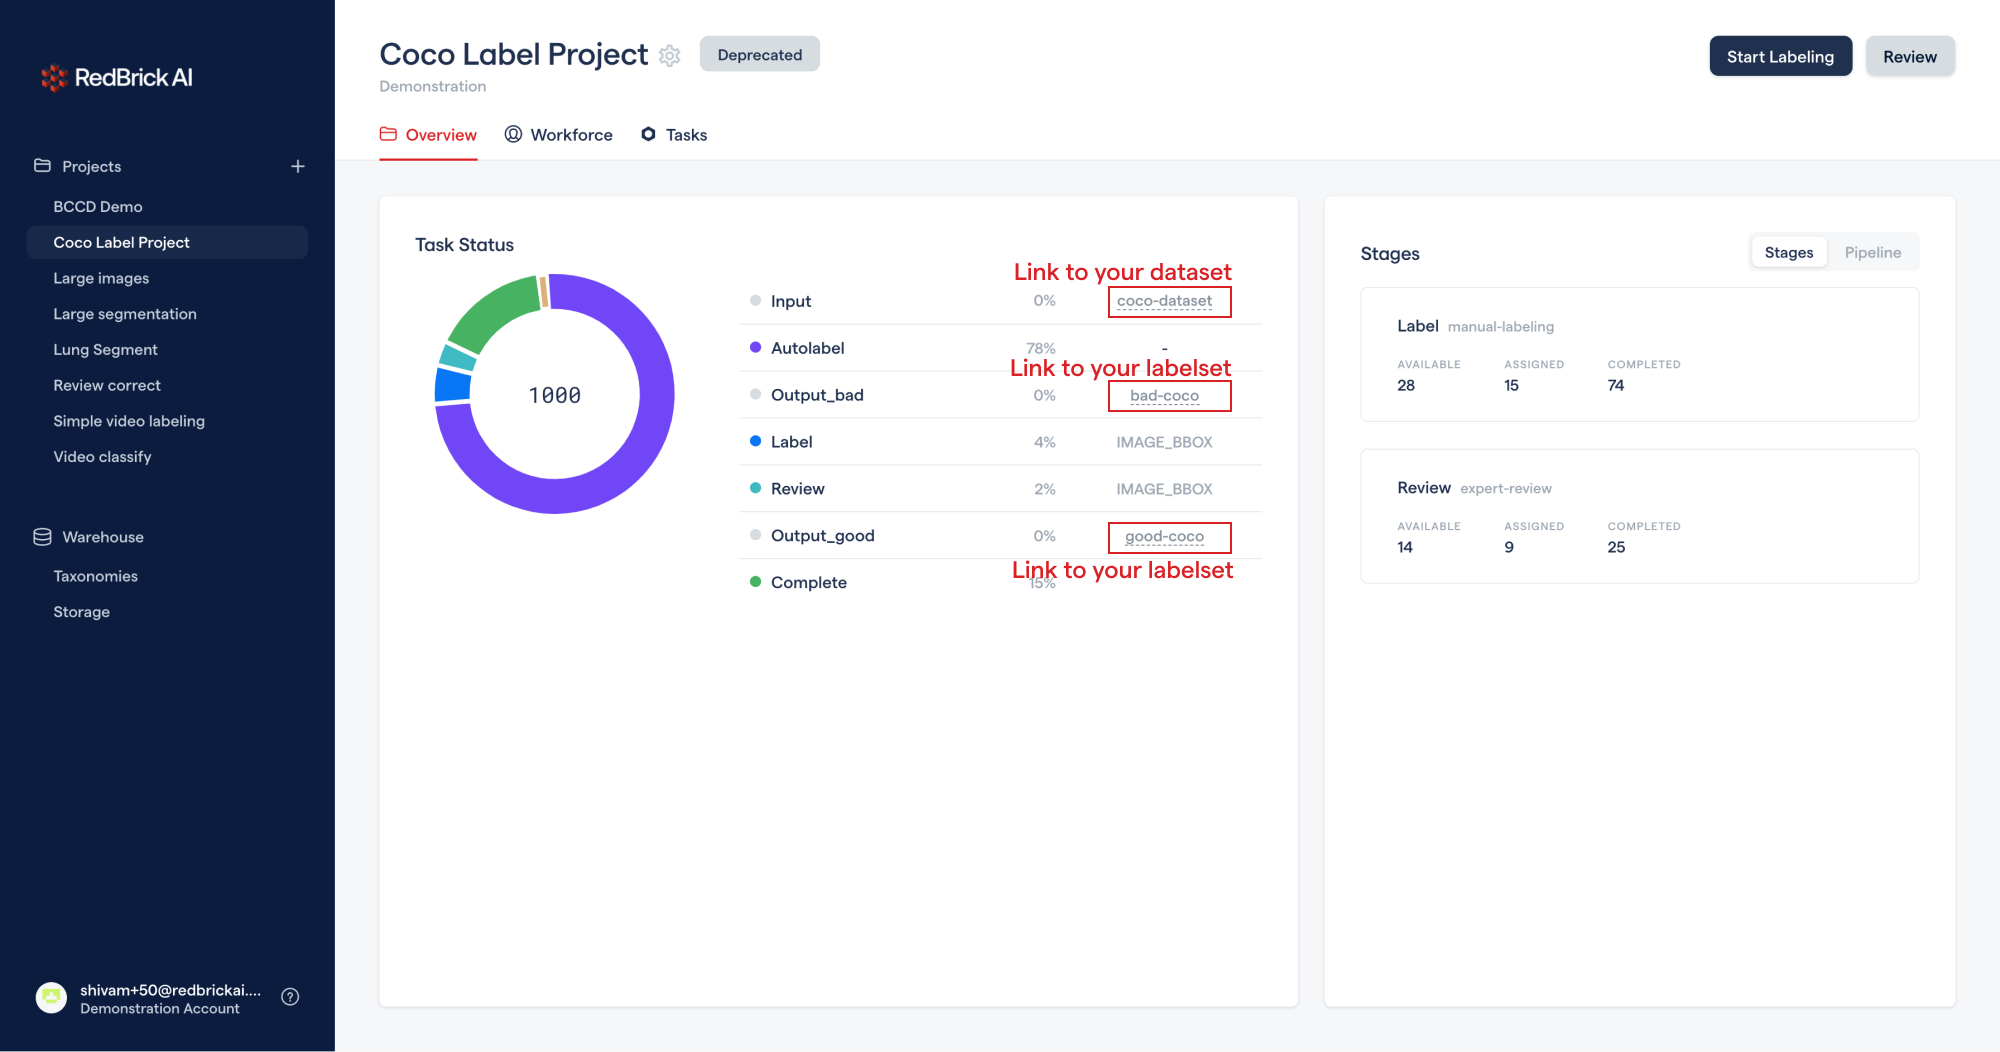 RedBrick AI
Projects
BCCD Demo
Coco Label Project
Large images
Large segmentation
Lung Segment
Review correct
Simple video labeling
Video classify
Warehouse
Taxonomies
Storage
shivam+50@redbrickai....
Demonstration Account
?
Coco Label Project
Deprecated
Demonstration
Start Labeling
Review
Overview
Workforce
Tasks
Task Status
1000
Link to your dataset
Input 0% coco-dataset
Autolabel 78% -
Link to your labelset
Output_bad 0% bad-coco
Label 4% IMAGE_BBOX
Review 2% IMAGE_BBOX
Output_good 0% good-coco
Link to your labelset
Complete 15%
Stages
Stages
Pipeline
Label manual-labeling
AVAILABLE ASSIGNED COMPLETED
28 15 74
Review expert-review
AVAILABLE ASSIGNED COMPLETED
14 9 25